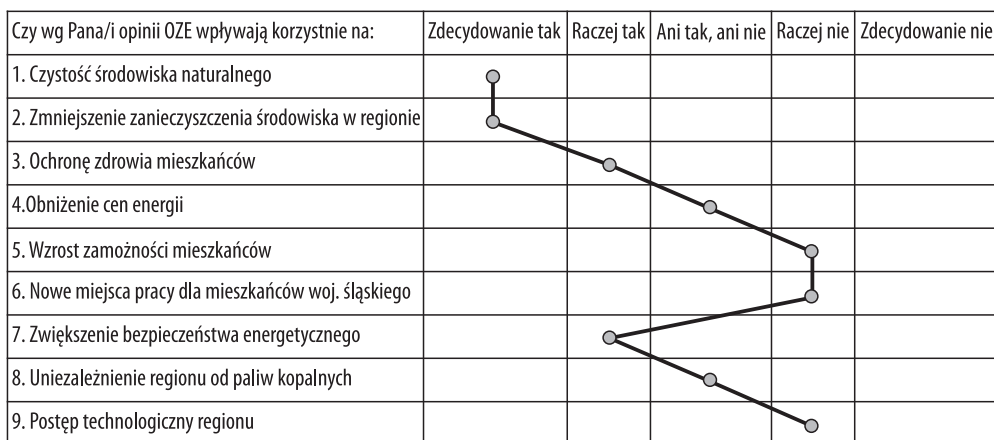 Czy wg Pana/i opinii OZE wpływają korzystnie na: Zdecydowanie tak Raczej tak Ani tak, ani nie Raczej nie Zdecydowanie nie
1. Czystość środowiska naturalnego
2. Zmniejszenie zanieczyszczenia środowiska w regionie
3. Ochronę zdrowia mieszkańców
4.Obniżenie cen energii
5. Wzrost zamożności mieszkańców
6. Nowe miejsca pracy dla mieszkańców woj. śląskiego
7. Zwiększenie bezpieczeństwa energetycznego
8. Uniezależnienie regionu od paliw kopalnych
9. Postęp technologiczny regionu